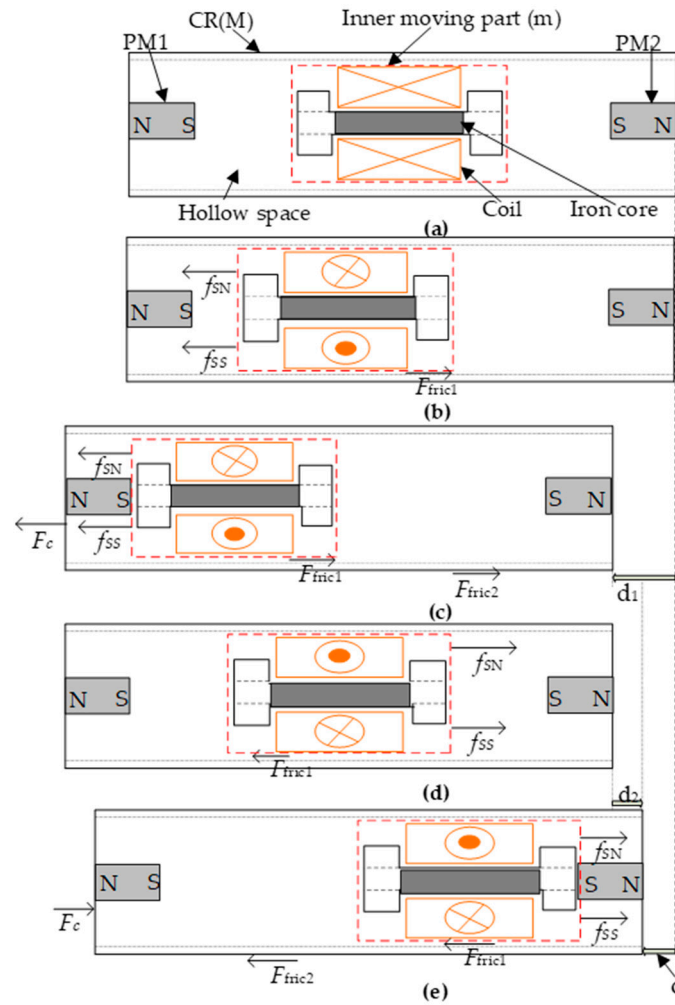 CR(M) Inner moving part (m)
PM1 PM2
N S S N
Hollow space Coil Iron core
(a)
fSN
N S S N
fSS
Ffric1
(b)
fSN
N S S N
Fc fSS
Ffric1 Ffric2
(c) d1
fSN
N S S N
fSS
Ffric1
(d)
d2
fSN
N S S N
Fc fSS
Ffric1
Ffric2
(e)